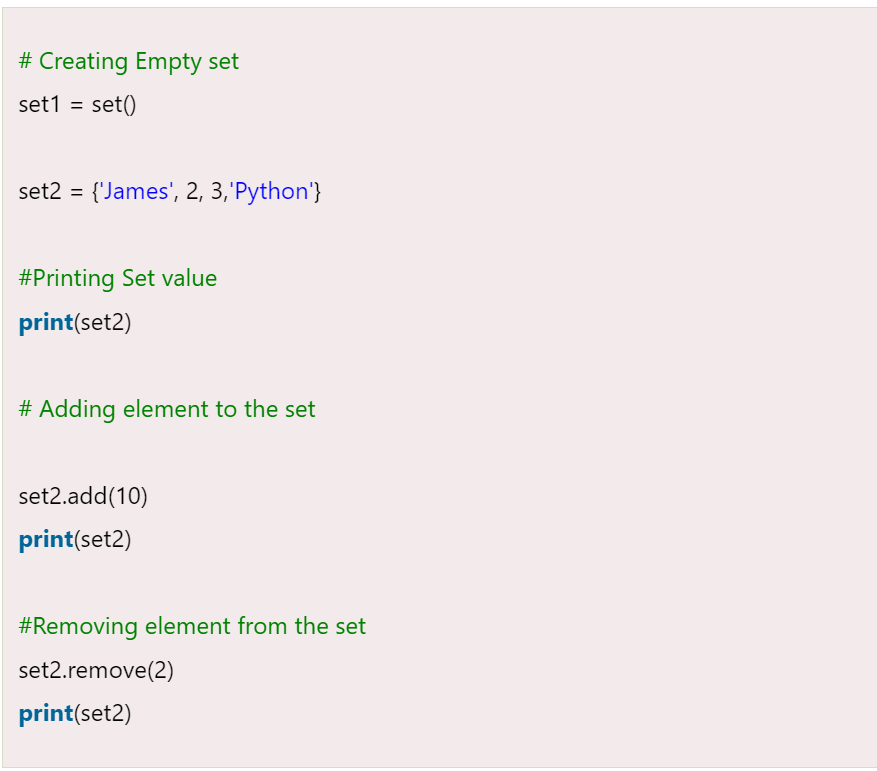 # Creating Empty set
set1 = set()
set2 = {'James', 2, 3,'Python'}
#Printing Set value
print(set2)
# Adding element to the set
set2.add(10)
print(set2)
#Removing element from the set
set2.remove(2)
print(set2)